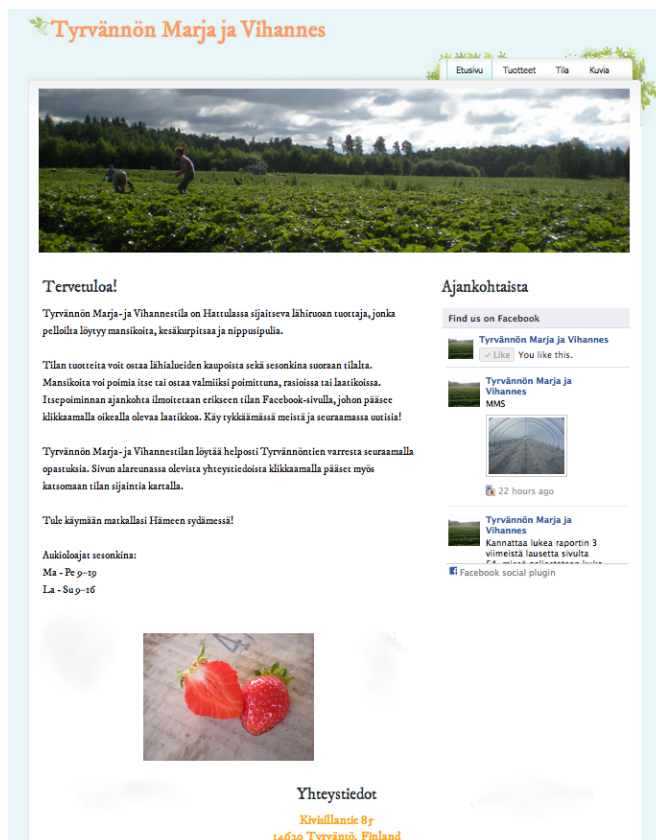 Tyrvännön Marja ja Vihannes
Etusivu Tuotteet Tila Kuvia
Tervetuloa!
Tyrvännön Marja- ja Vihannestila on Hattulassa sijaitseva lähiruan tuottaja, jonka
pelloilta löytyy mansikoita, kesäkurpitsaa ja nippusipulia.
Tilan tuotteita voit ostaa lähialueiden kaupoista sekä sesonkina suoraan tilalta.
Mansikoita voi poimia itse tai ostaa valmiiksi poimittuna, rasioissa tai laatikoissa.
Itsepoiminnan ajankohta ilmoitetaan erikseen tilan Facebook-sivulla, johon pääsee
klikkaamalla oikealla olevaa laatikkoa. Käy tykkäämässä meistä ja seuraamassa uutisia!
Tyrvännön Marja- ja Vihannestilan löytää helposti Tyrvännöntien varresta seuraamalla
opastuksia. Sivun alareunassa olevista yhteystiedoista klikkaamalla pääset myös
katsomaan tilan sijaintia kartalla.
Tule käymään matkallasi Hämeen sydämessä!
Aukioloajat sesonkina:
Ma - Pe 9–19
La - Su 9–16
Ajankohtaista
Find us on Facebook
Tyrvännön Marja ja Vihannes
Like You like this.
Tyrvännön Marja ja
Vihannes
MMS
22 hours ago
Tyrvännön Marja ja
Vihannes
Kannattaa lukea raportin 3
viimeistä lausetta sivulta
Facebook social plugin
4
Yhteystiedot
Kivisillantie 85
14620 Tyrväntö, Finland